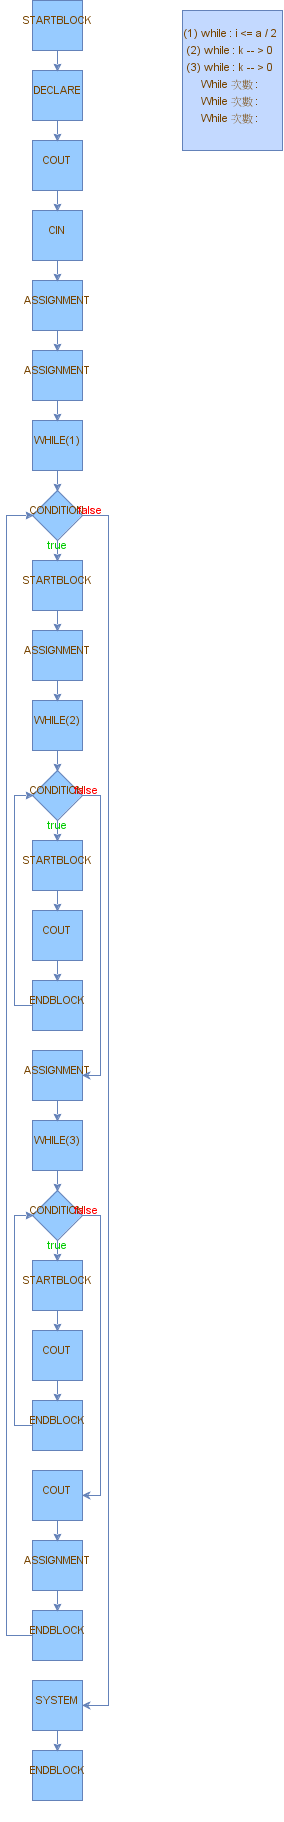 STARTBLOCK
(1) while : i <= a / 2
(2) while : k -- > 0
(3) while : k -- > 0
While 次數 :
While 次數 :
While 次數 :
DECLARE
COUT
CIN
ASSIGNMENT
ASSIGNMENT
WHILE(1)
CONDITION false
true
STARTBLOCK
ASSIGNMENT
WHILE(2)
CONDITION false
true
STARTBLOCK
COUT
ENDBLOCK
ASSIGNMENT
WHILE(3)
CONDITION false
true
STARTBLOCK
COUT
ENDBLOCK
COUT
ASSIGNMENT
ENDBLOCK
SYSTEM
ENDBLOCK